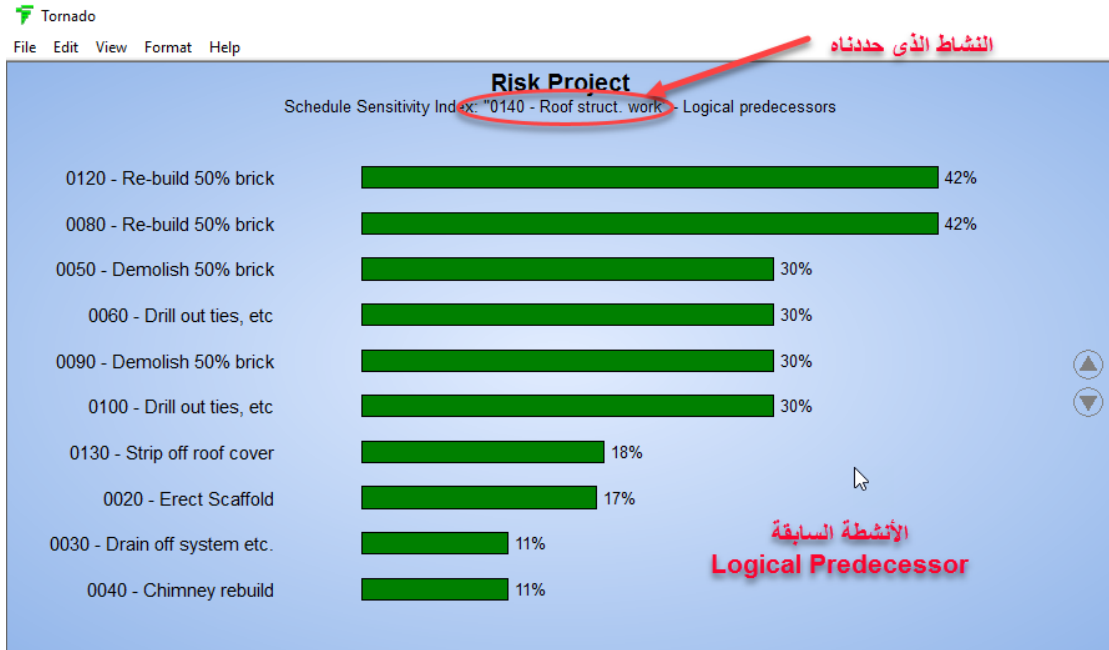 Tornado
File Edit View Format Help
النشاط الذى حددناه
Risk Project
Schedule Sensitivity Index: "0140 - Roof struct. work" - Logical predecessors
0120 - Re-build 50% brick 42%
0080 - Re-build 50% brick 42%
0050 - Demolish 50% brick 30%
0060 - Drill out ties, etc 30%
0090 - Demolish 50% brick 30%
0100 - Drill out ties, etc 30%
0130 - Strip off roof cover 18%
0020 - Erect Scaffold 17%
0030 - Drain off system etc. 11%
0040 - Chimney rebuild 11%
الأنشطة السابقة
Logical Predecessor